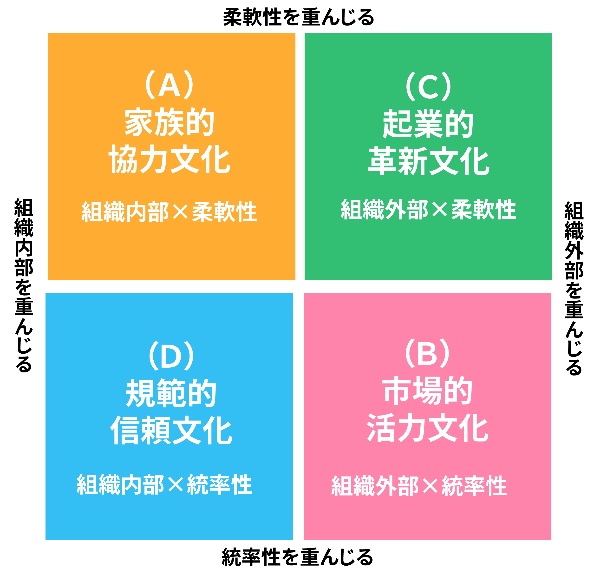 柔軟性を重んじる
（A）
家族的
協力文化
組織内部×柔軟性
（C）
起業的
革新文化
組織外部×柔軟性
組織内部を重んじる
組織外部を重んじる
（D）
規範的
信頼文化
組織内部×統率性
（B）
市場的
活力文化
組織外部×統率性
統率性を重んじる